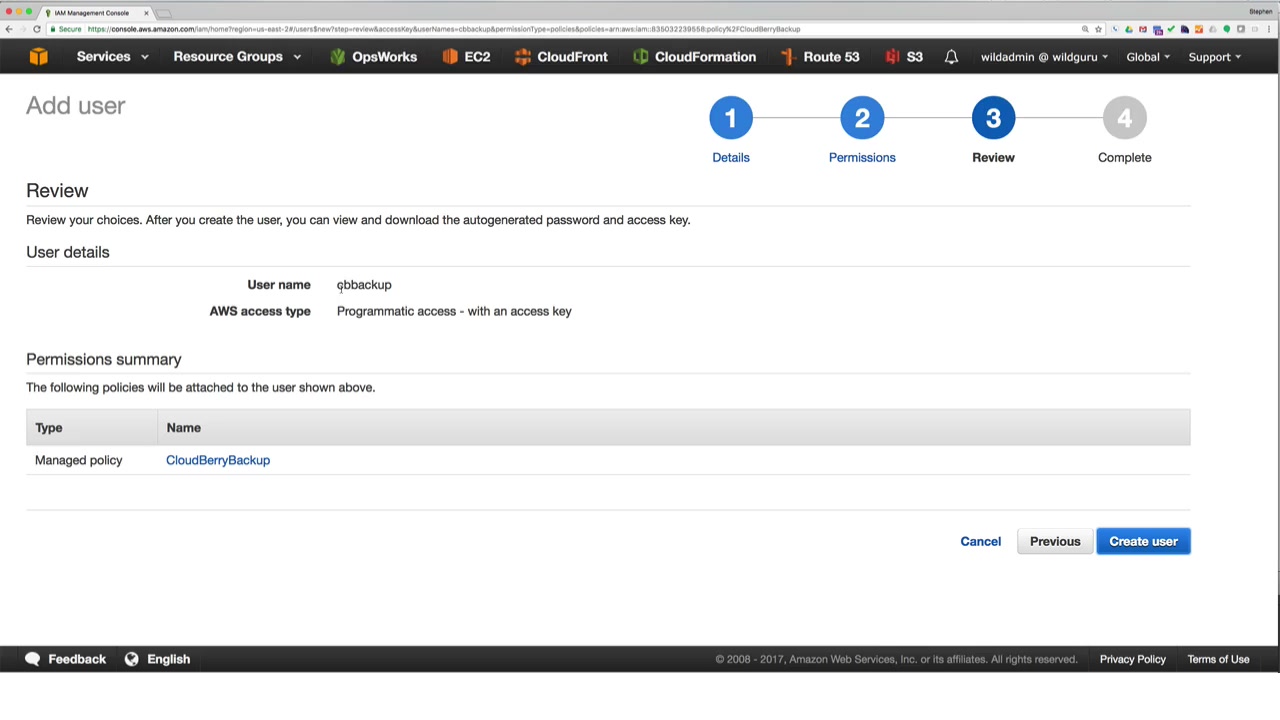 IAM Management Console
Stephen
Secure https://console.aws.amazon.com/iam/home?region=us-east-2#/users$new?step=review&accessKey&userNames=cbbackup&permissionType=policies&policies=arn:aws:iam::835032239558:policy%2FCloudBerryBackup
Services Resource Groups OpsWorks EC2 CloudFront CloudFormation Route 53 S3 wildadmin @ wildguru Global Support
Add user
1 2 3 4
Details Permissions Review Complete
Review
Review your choices. After you create the user, you can view and download the autogenerated password and access key.
User details
User name cbbackup
AWS access type Programmatic access - with an access key
Permissions summary
The following policies will be attached to the user shown above.
Type Name
Managed policy CloudBerryBackup
Cancel Previous Create user
Feedback English © 2008 - 2017, Amazon Web Services, Inc. or its affiliates. All rights reserved. Privacy Policy Terms of Use